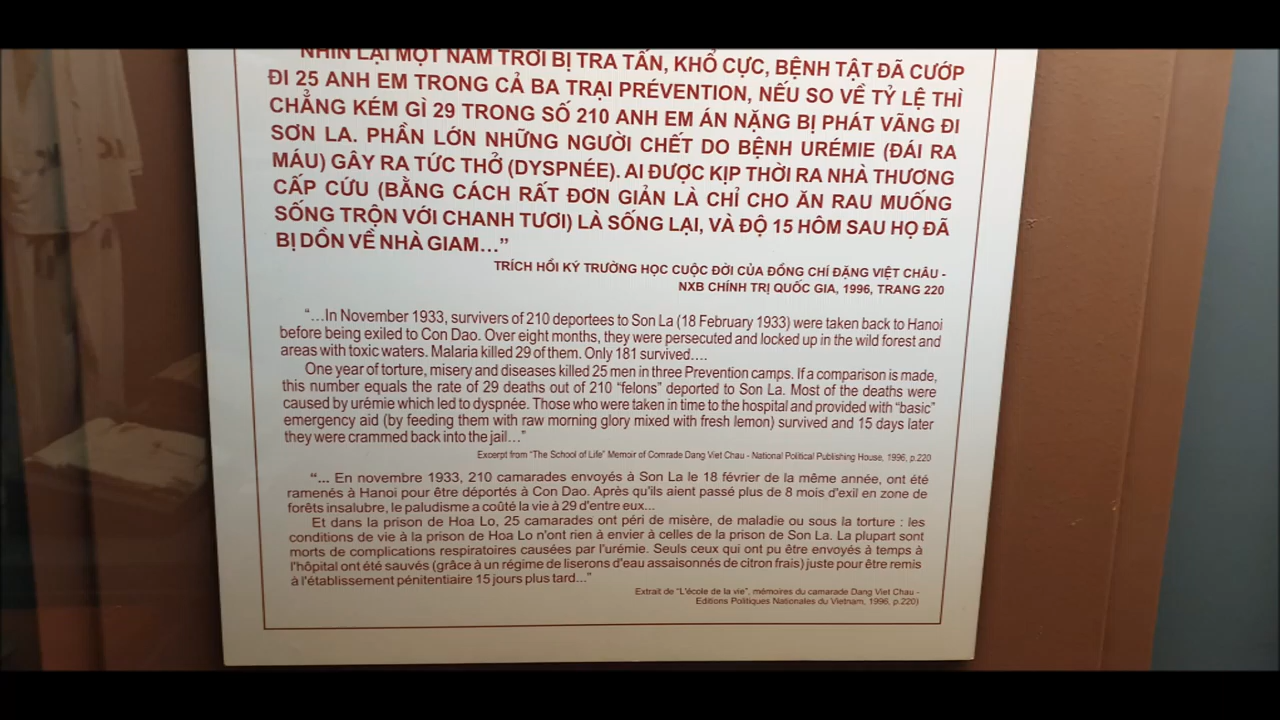 NHÌN LẠI MỘT NĂM TRỜI BỊ TRA TẤN, KHỔ CỰC, BỆNH TẬT ĐÃ CƯỚP
ĐI 25 ANH EM TRONG CẢ BA TRẠI PRÉVENTION, NẾU SO VỀ TỶ LỆ THÌ
CHẲNG KÉM GÌ 29 TRONG SỐ 210 ANH EM ÁN NẶNG BỊ PHÁT VÃNG ĐI
SƠN LA. PHẦN LỚN NHỮNG NGƯỜI CHẾT DO BỆNH URÉMIE (ĐÁI RA
MÁU) GÂY RA TỨC THỞ (DYSPNÉE). AI ĐƯỢC KỊP THỜI RA NHÀ THƯƠNG
CẤP CỨU (BẰNG CÁCH RẤT ĐƠN GIẢN LÀ CHỈ CHO ĂN RAU MUỐNG
SỐNG TRỘN VỚI CHANH TƯƠI) LÀ SỐNG LẠI, VÀ ĐỘ 15 HÔM SAU HỌ ĐÃ
BỊ DỒN VỀ NHÀ GIAM…”
TRÍCH HỒI KÝ TRƯỜNG HỌC CUỘC ĐỜI CỦA ĐỒNG CHÍ ĐẶNG VIỆT CHÂU -
NXB CHÍNH TRỊ QUỐC GIA, 1996, TRANG 220
“…In November 1933, survivers of 210 deportees to Son La (18 February 1933) were taken back to Hanoi
before being exiled to Con Dao. Over eight months, they were persecuted and locked up in the wild forest and
areas with toxic waters. Malaria killed 29 of them. Only 181 survived….
One year of torture, misery and diseases killed 25 men in three Prevention camps. If a comparison is made,
this number equals the rate of 29 deaths out of 210 “felons” deported to Son La. Most of the deaths were
caused by urémie which led to dyspnée. Those who were taken in time to the hospital and provided with “basic”
emergency aid (by feeding them with raw morning glory mixed with fresh lemon) survived and 15 days later
they were crammed back into the jail…”
Excerpt from “The School of Life” Memoir of Comrade Dang Viet Chau - National Political Publishing House, 1996, p.220
“... En novembre 1933, 210 camarades envoyés à Son La le 18 février de la même année, ont été
ramenés à Hanoi pour être déportés à Con Dao. Après qu'ils aient passé plus de 8 mois d'exil en zone de
forêts insalubre, le paludisme a coûté la vie à 29 d'entre eux...
Et dans la prison de Hoa Lo, 25 camarades ont péri de misère, de maladie ou sous la torture : les
conditions de vie à la prison de Hoa Lo n'ont rien à envier à celles de la prison de Son La. La plupart sont
morts de complications respiratoires causées par l'urémie. Seuls ceux qui ont pu être envoyés à temps à
l'hôpital ont été sauvés (grâce à un régime de liserons d'eau assaisonnés de citron frais) juste pour être remis
à l'établissement pénitentiaire 15 jours plus tard...”
Extrait de “L'école de la vie”, mémoires du camarade Dang Viet Chau -
Editions Politiques Nationales du Vietnam, 1996, p.220)